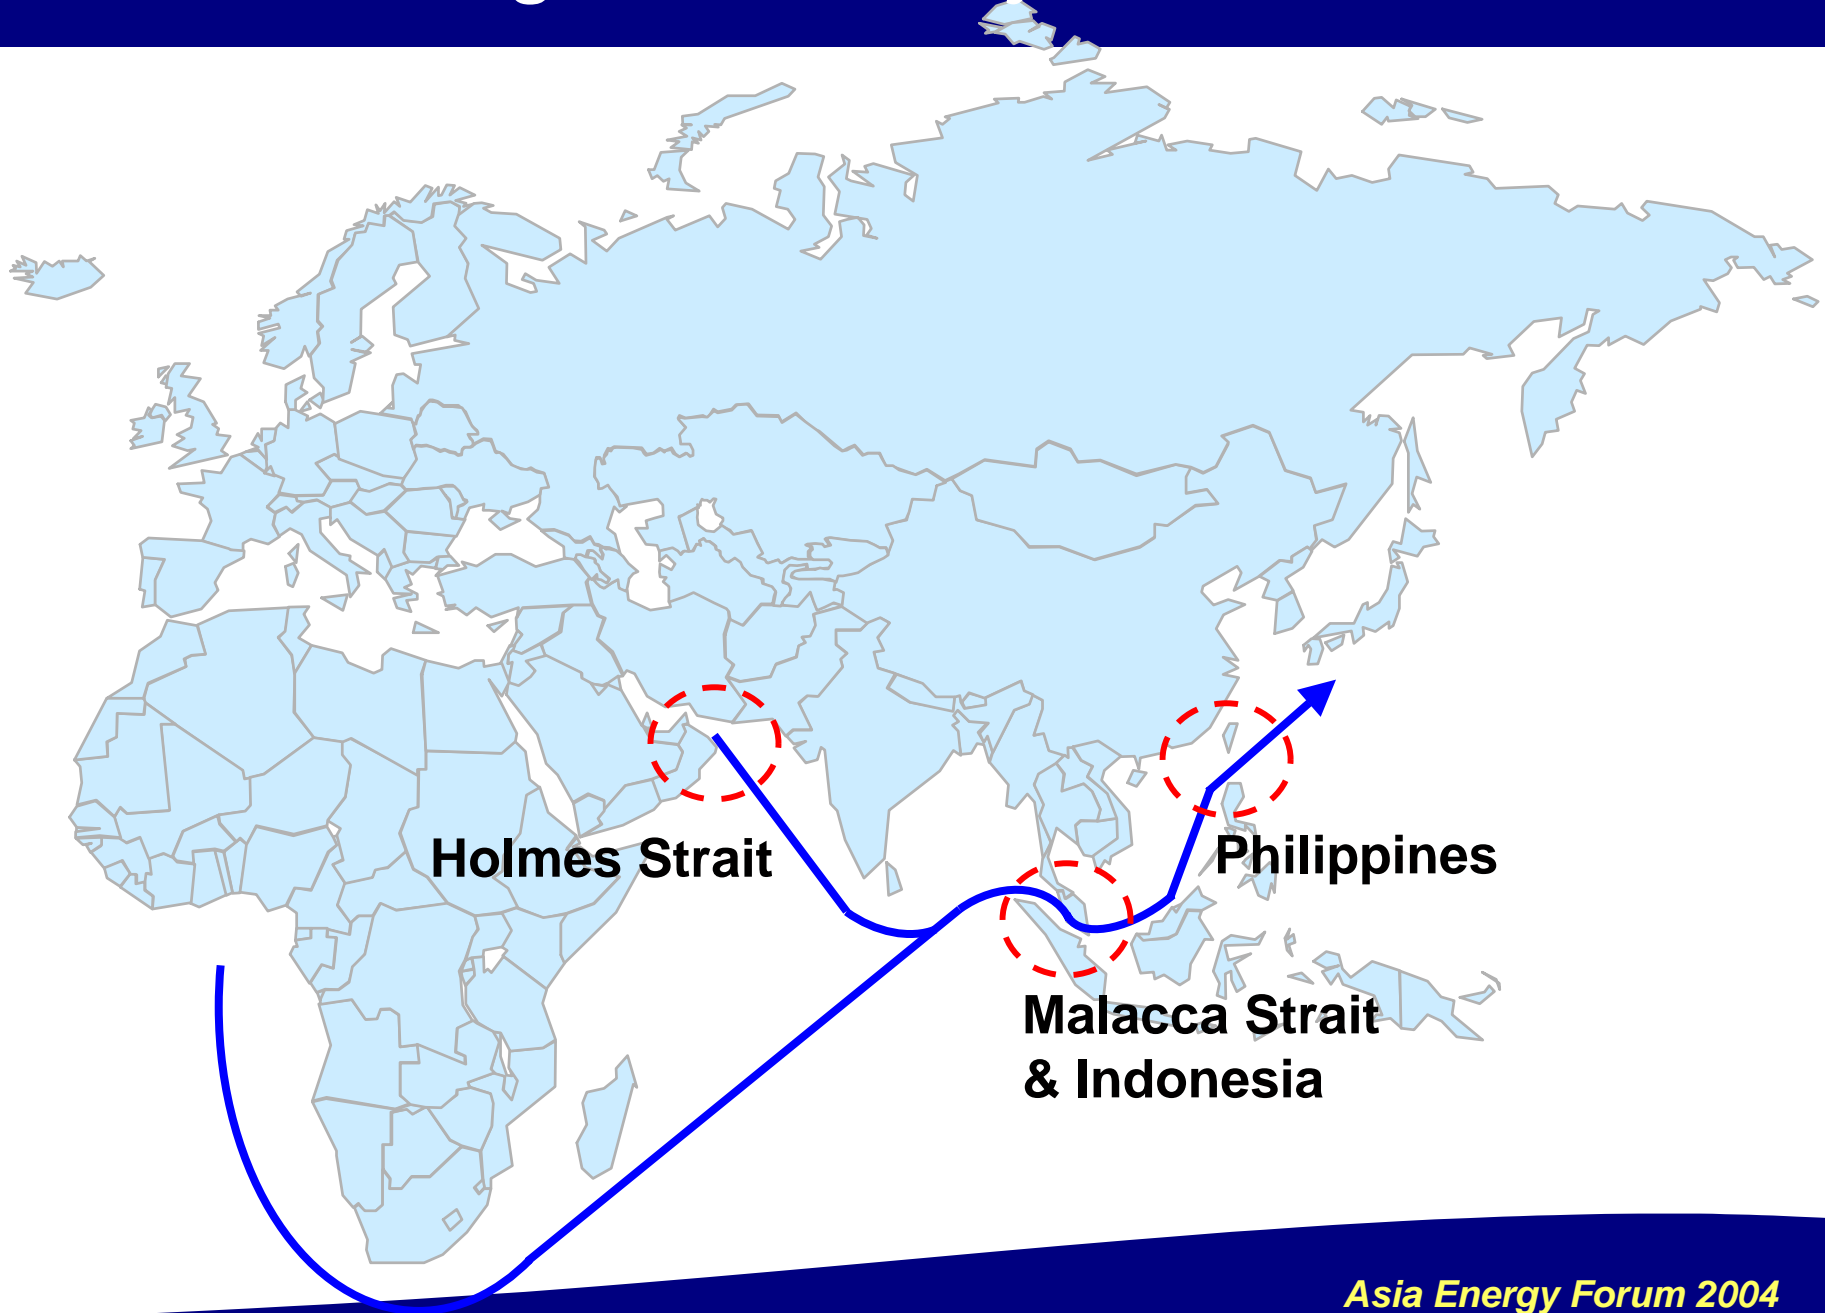 Holmes Strait
Philippines
Malacca Strait
& Indonesia
Asia Energy Forum 2004